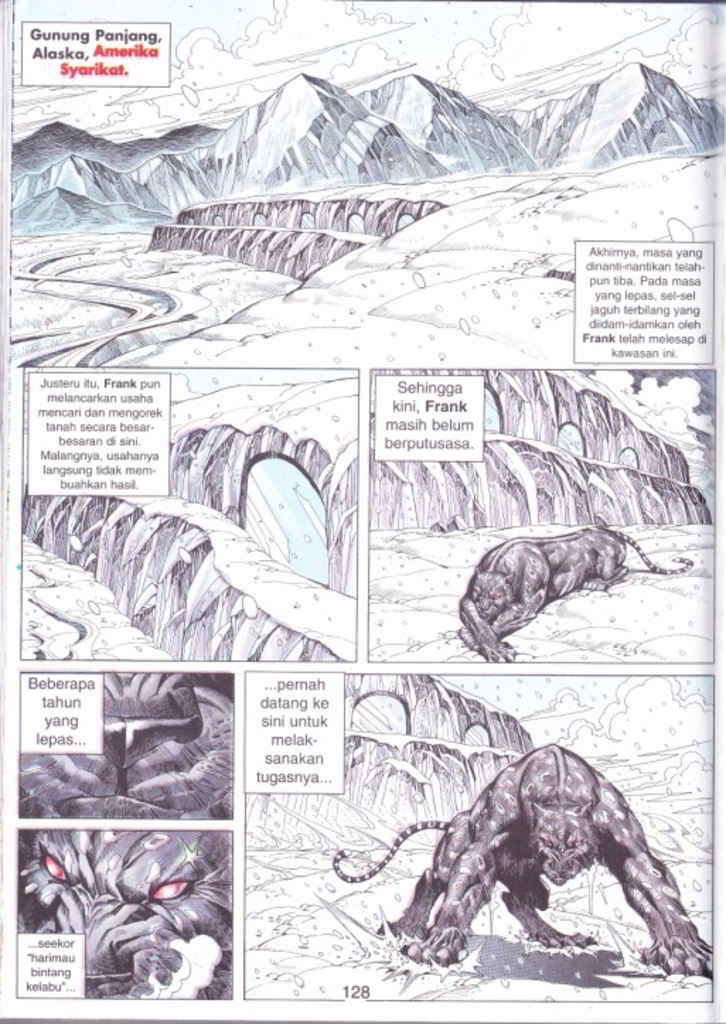 Gunung Panjang,
Alaska, Amerika
Syarikat.
Akhirnya, masa yang
dinanti-nantikan telah-
pun tiba. Pada masa
yang lepas, sel-sel
jaguh terbilang yang
diidam-idamkan oleh
Frank telah melesap di
kawasan ini.
Justeru itu, Frank pun
melancarkan usaha
mencari dan mengorek
tanah secara besar-
besaran di sini.
Malangnya, usahanya
langsung tidak mem-
buahkan hasil.
Sehingga
kini, Frank
masih belum
berputusasa.
Beberapa
tahun
yang
lepas...
...seekor
"harimau
bintang
kelabu"...
...pernah
datang ke
sini untuk
melak-
sanakan
tugasnya...
128